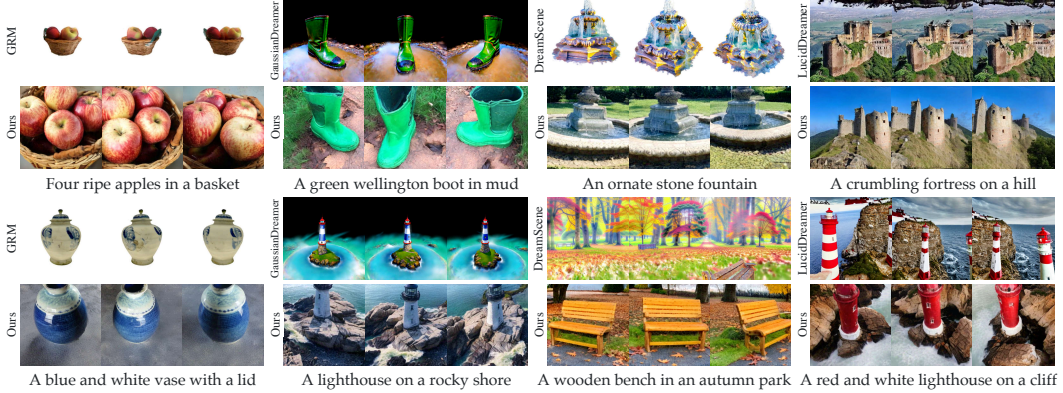 GRM
GaussianDreamer
DreamScene
LucidDreamer
Ours
Ours
Ours
Ours
Four ripe apples in a basket
A green wellington boot in mud
An ornate stone fountain
A crumbling fortress on a hill
GRM
GaussianDreamer
DreamScene
LucidDreamer
Ours
Ours
Ours
Ours
A blue and white vase with a lid
A lighthouse on a rocky shore
A wooden bench in an autumn park
A red and white lighthouse on a cliff